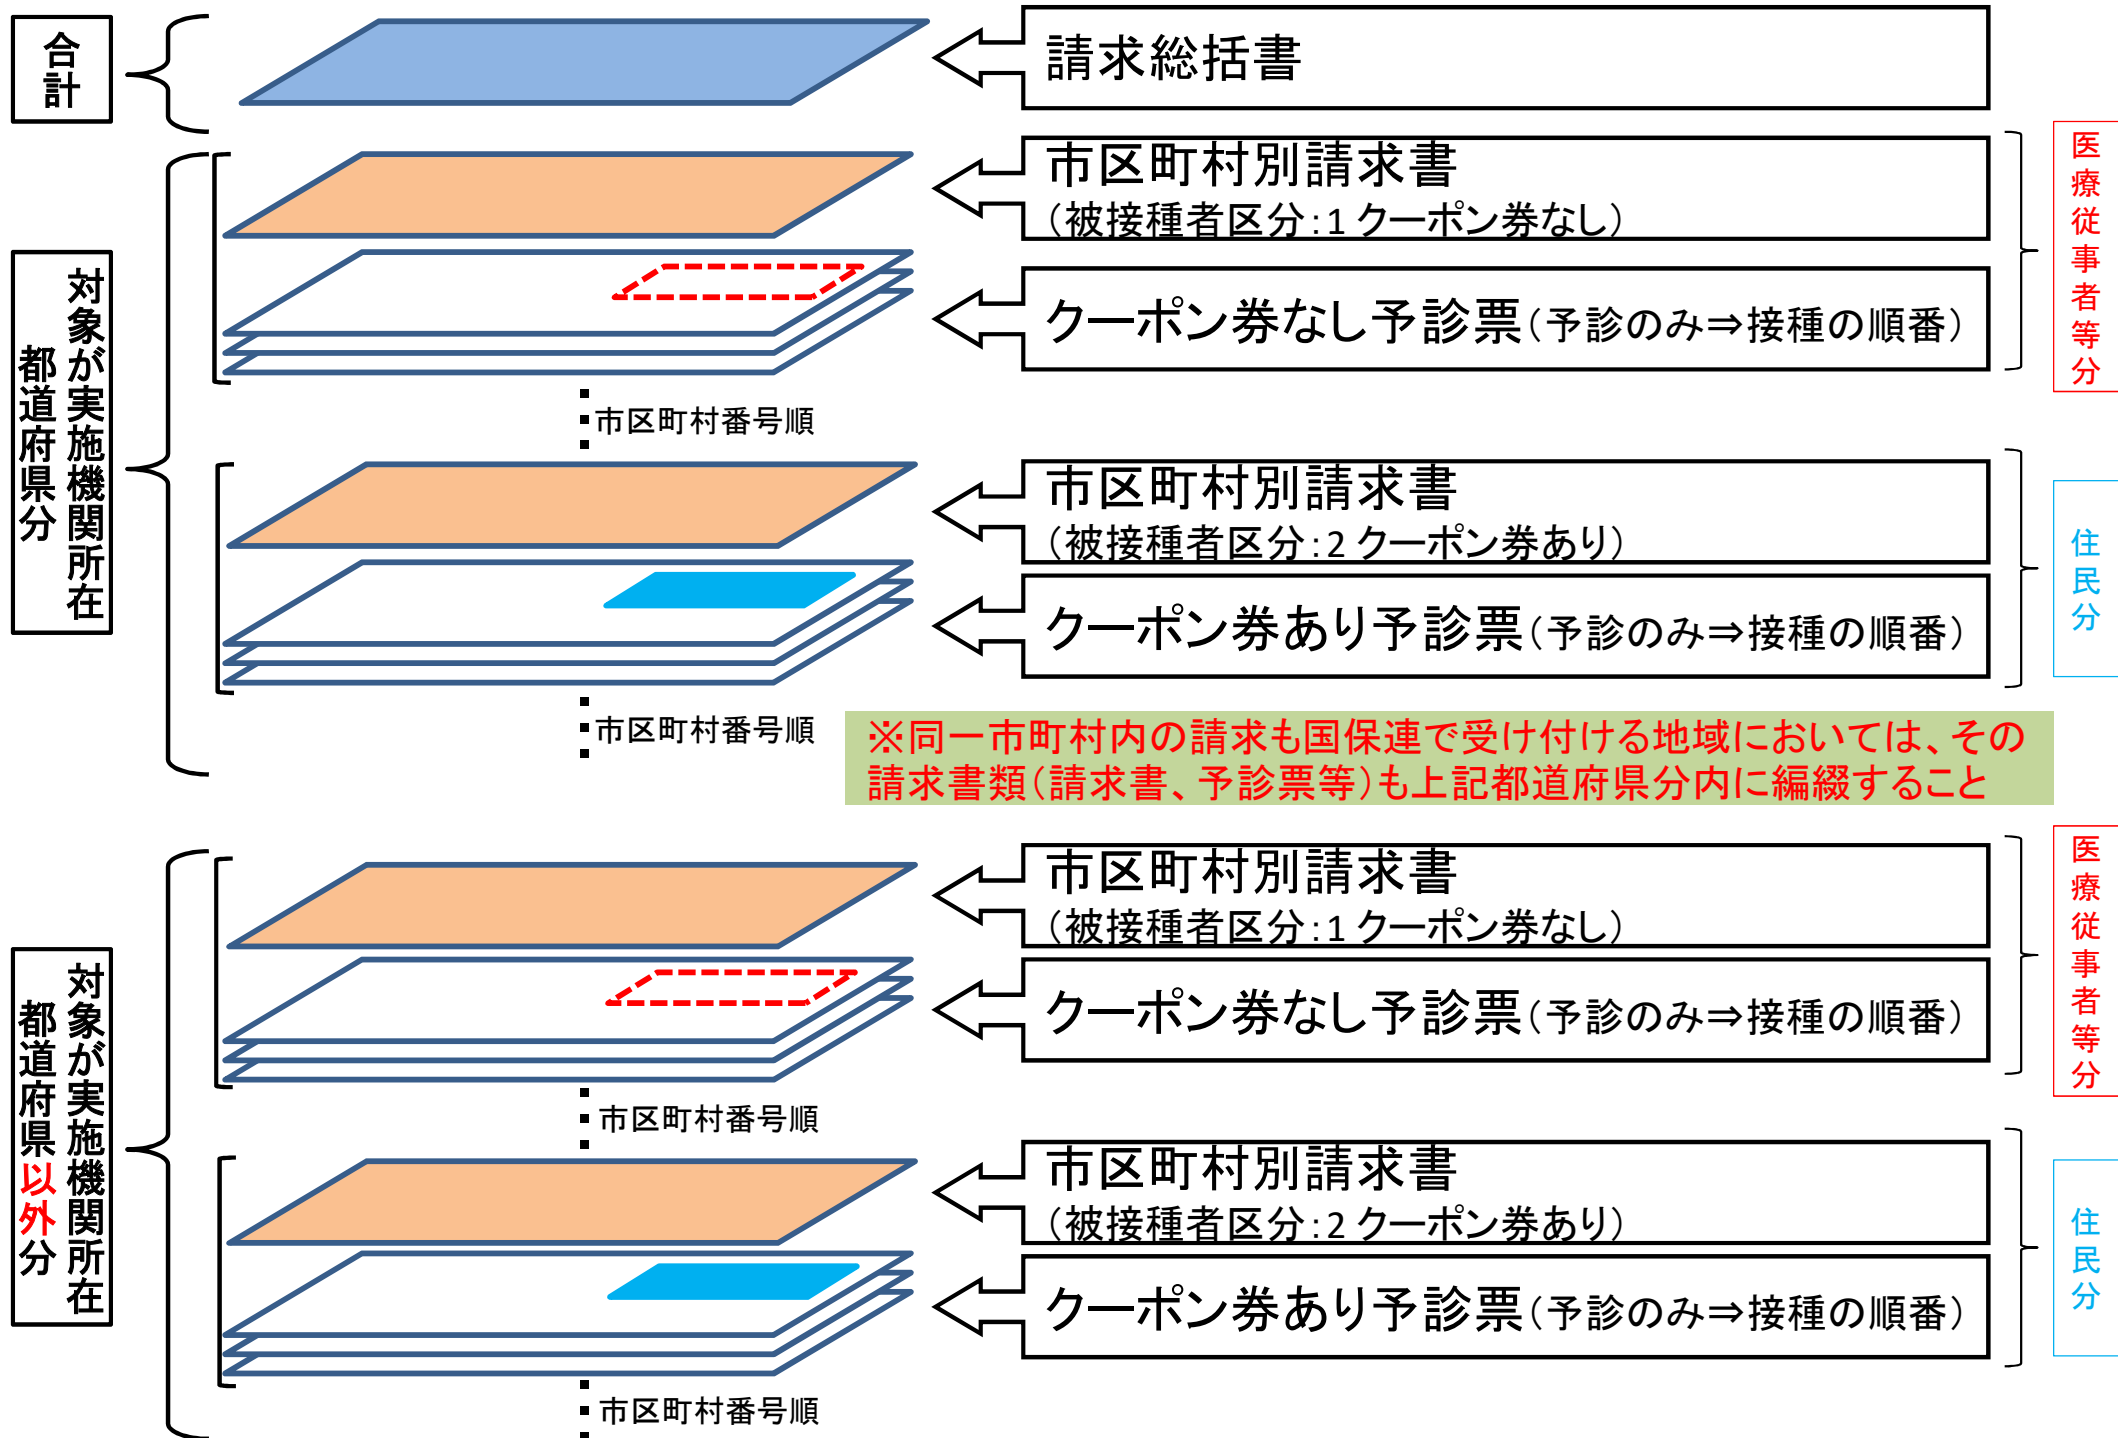 合計
請求総括書
対象が実施機関所在
都道府県分
市区町村別請求書
（被接種者区分：1 クーポン券なし）
クーポン券なし予診票（予診のみ⇒接種の順番）
医療従事者等分
市区町村番号順
市区町村別請求書
（被接種者区分：2 クーポン券あり）
クーポン券あり予診票（予診のみ⇒接種の順番）
住民分
市区町村番号順
※同一市町村内の請求も国保連で受け付ける地域においては、その
請求書類（請求書、予診票等）も上記都道府県分内に編綴すること
対象が実施機関所在
都道府県以外分
市区町村別請求書
（被接種者区分：1 クーポン券なし）
クーポン券なし予診票（予診のみ⇒接種の順番）
医療従事者等分
市区町村番号順
市区町村別請求書
（被接種者区分：2 クーポン券あり）
クーポン券あり予診票（予診のみ⇒接種の順番）
住民分
市区町村番号順